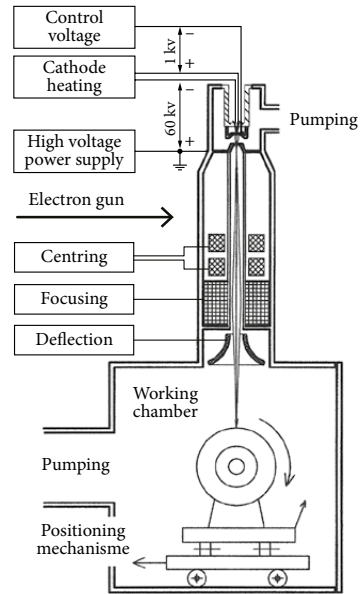 Control
voltage
−
1 kv
+
Cathode
heating
−
60 kv
+
Pumping
High voltage
power supply
Electron gun
Centring
Focusing
Deflection
Working
chamber
Pumping
Positioning
mechanisme